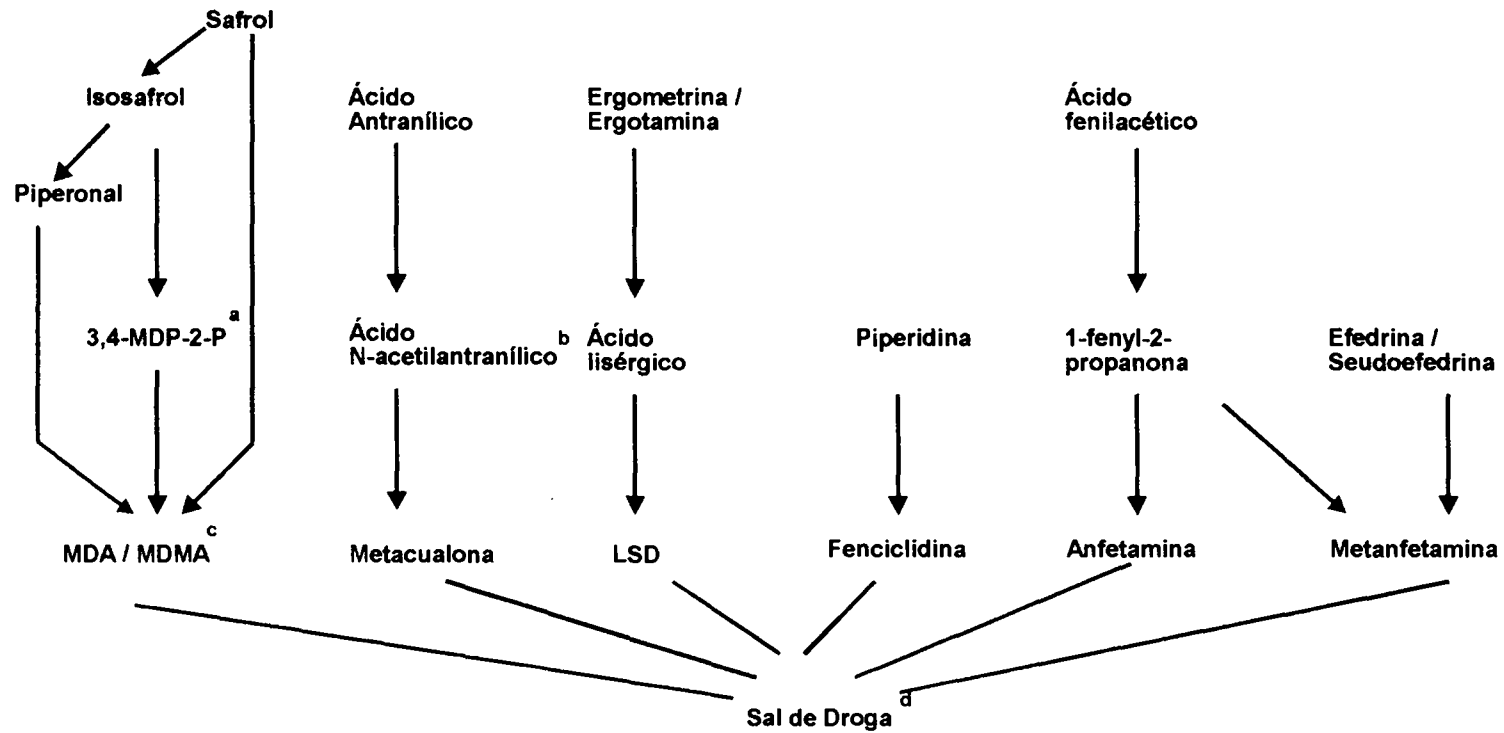 Safrol
Isosafrol
Ácido
Antranílico
Ergometrina /
Ergotamina
Ácido
fenilacético
Piperonal
3,4-MDP-2-P a
Ácido
N-acetilantranílico b
Ácido
lisérgico
Piperidina
1-fenyl-2-
propanona
Efedrina /
Seudoefedrina
MDA / MDMA c
Metacualona
LSD
Fenciclidina
Anfetamina
Metanfetamina
Sal de Droga d